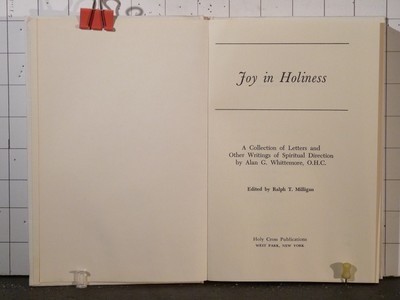 Joy in Holiness
A Collection of Letters and
Other Writings of Spiritual Direction
by Alan G. Whittemore, O.H.C.
Edited by Ralph T. Milligan
Holy Cross Publications
WEST PARK, NEW YORK